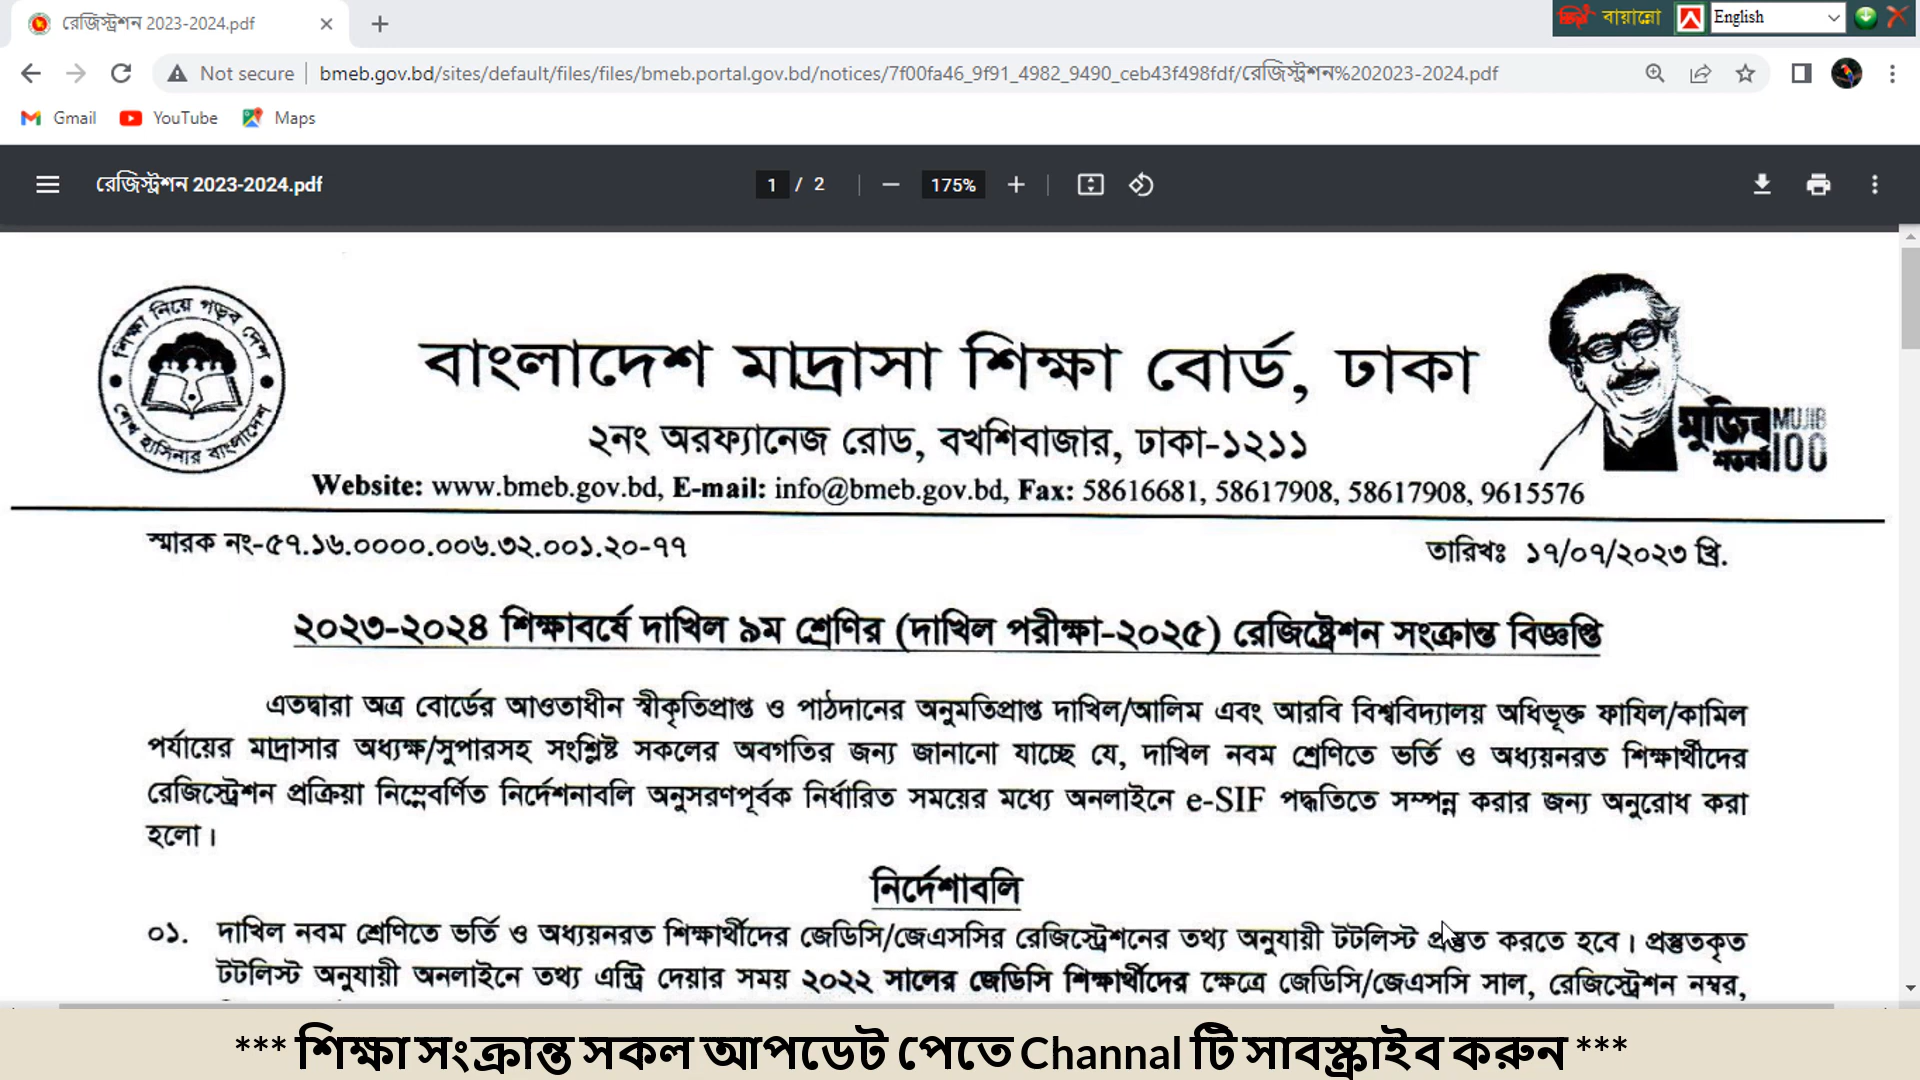 রেজিস্ট্রশন 2023-2024.pdf
বায়ান্নো
English
Not secure
bmeb.gov.bd/sites/default/files/files/bmeb.portal.gov.bd/notices/7f00fa46_9f91_4982_9490_ceb43f498fdf/রেজিস্ট্রশন%202023-2024.pdf
Gmail YouTube Maps
রেজিস্ট্রশন 2023-2024.pdf 1 / 2 175%
শিক্ষা নিয়ে গড়ব দেশ
শেখ হাসিনার বাংলাদেশ
বাংলাদেশ মাদ্রাসা শিক্ষা বোর্ড, ঢাকা
২নং অরফ্যানেজ রোড, বখশিবাজার, ঢাকা-১২১১
Website: www.bmeb.gov.bd, E-mail: info@bmeb.gov.bd, Fax: 58616681, 58617908, 58617908, 9615576
মুজিব MUJIB
শতবর্ষ 100
স্মারক নং-৫৭.১৬.০০০০.০০৬.৩২.০০১.২০-৭৭ তারিখঃ ১৭/০৭/২০২৩ খ্রি.
২০২৩-২০২৪ শিক্ষাবর্ষে দাখিল ৯ম শ্রেণির (দাখিল পরীক্ষা-২০২৫) রেজিষ্ট্রেশন সংক্রান্ত বিজ্ঞপ্তি
এতদ্বারা অত্র বোর্ডের আওতাধীন স্বীকৃতিপ্রাপ্ত ও পাঠদানের অনুমতিপ্রাপ্ত দাখিল/আলিম এবং আরবি বিশ্ববিদ্যালয় অধিভূক্ত ফাযিল/কামিল
পর্যায়ের মাদ্রাসার অধ্যক্ষ/সুপারসহ সংশ্লিষ্ট সকলের অবগতির জন্য জানানো যাচ্ছে যে, দাখিল নবম শ্রেণিতে ভর্তি ও অধ্যয়নরত শিক্ষার্থীদের
রেজিস্ট্রেশন প্রক্রিয়া নিম্নেবর্ণিত নির্দেশনাবলি অনুসরণপূর্বক নির্ধারিত সময়ের মধ্যে অনলাইনে e-SIF পদ্ধতিতে সম্পন্ন করার জন্য অনুরোধ করা
হলো।
নির্দেশাবলি
০১. দাখিল নবম শ্রেণিতে ভর্তি ও অধ্যয়নরত শিক্ষার্থীদের জেডিসি/জেএসসির রেজিস্ট্রেশনের তথ্য অনুযায়ী টটলিস্ট প্রস্তুত করতে হবে। প্রস্তুতকৃত
টটলিস্ট অনুযায়ী অনলাইনে তথ্য এন্ট্রি দেয়ার সময় ২০২২ সালের জেডিসি শিক্ষার্থীদের ক্ষেত্রে জেডিসি/জেএসসি সাল, রেজিস্ট্রেশন নম্বর,
*** শিক্ষা সংক্রান্ত সকল আপডেট পেতে Channal টি সাবস্ক্রাইব করুন ***